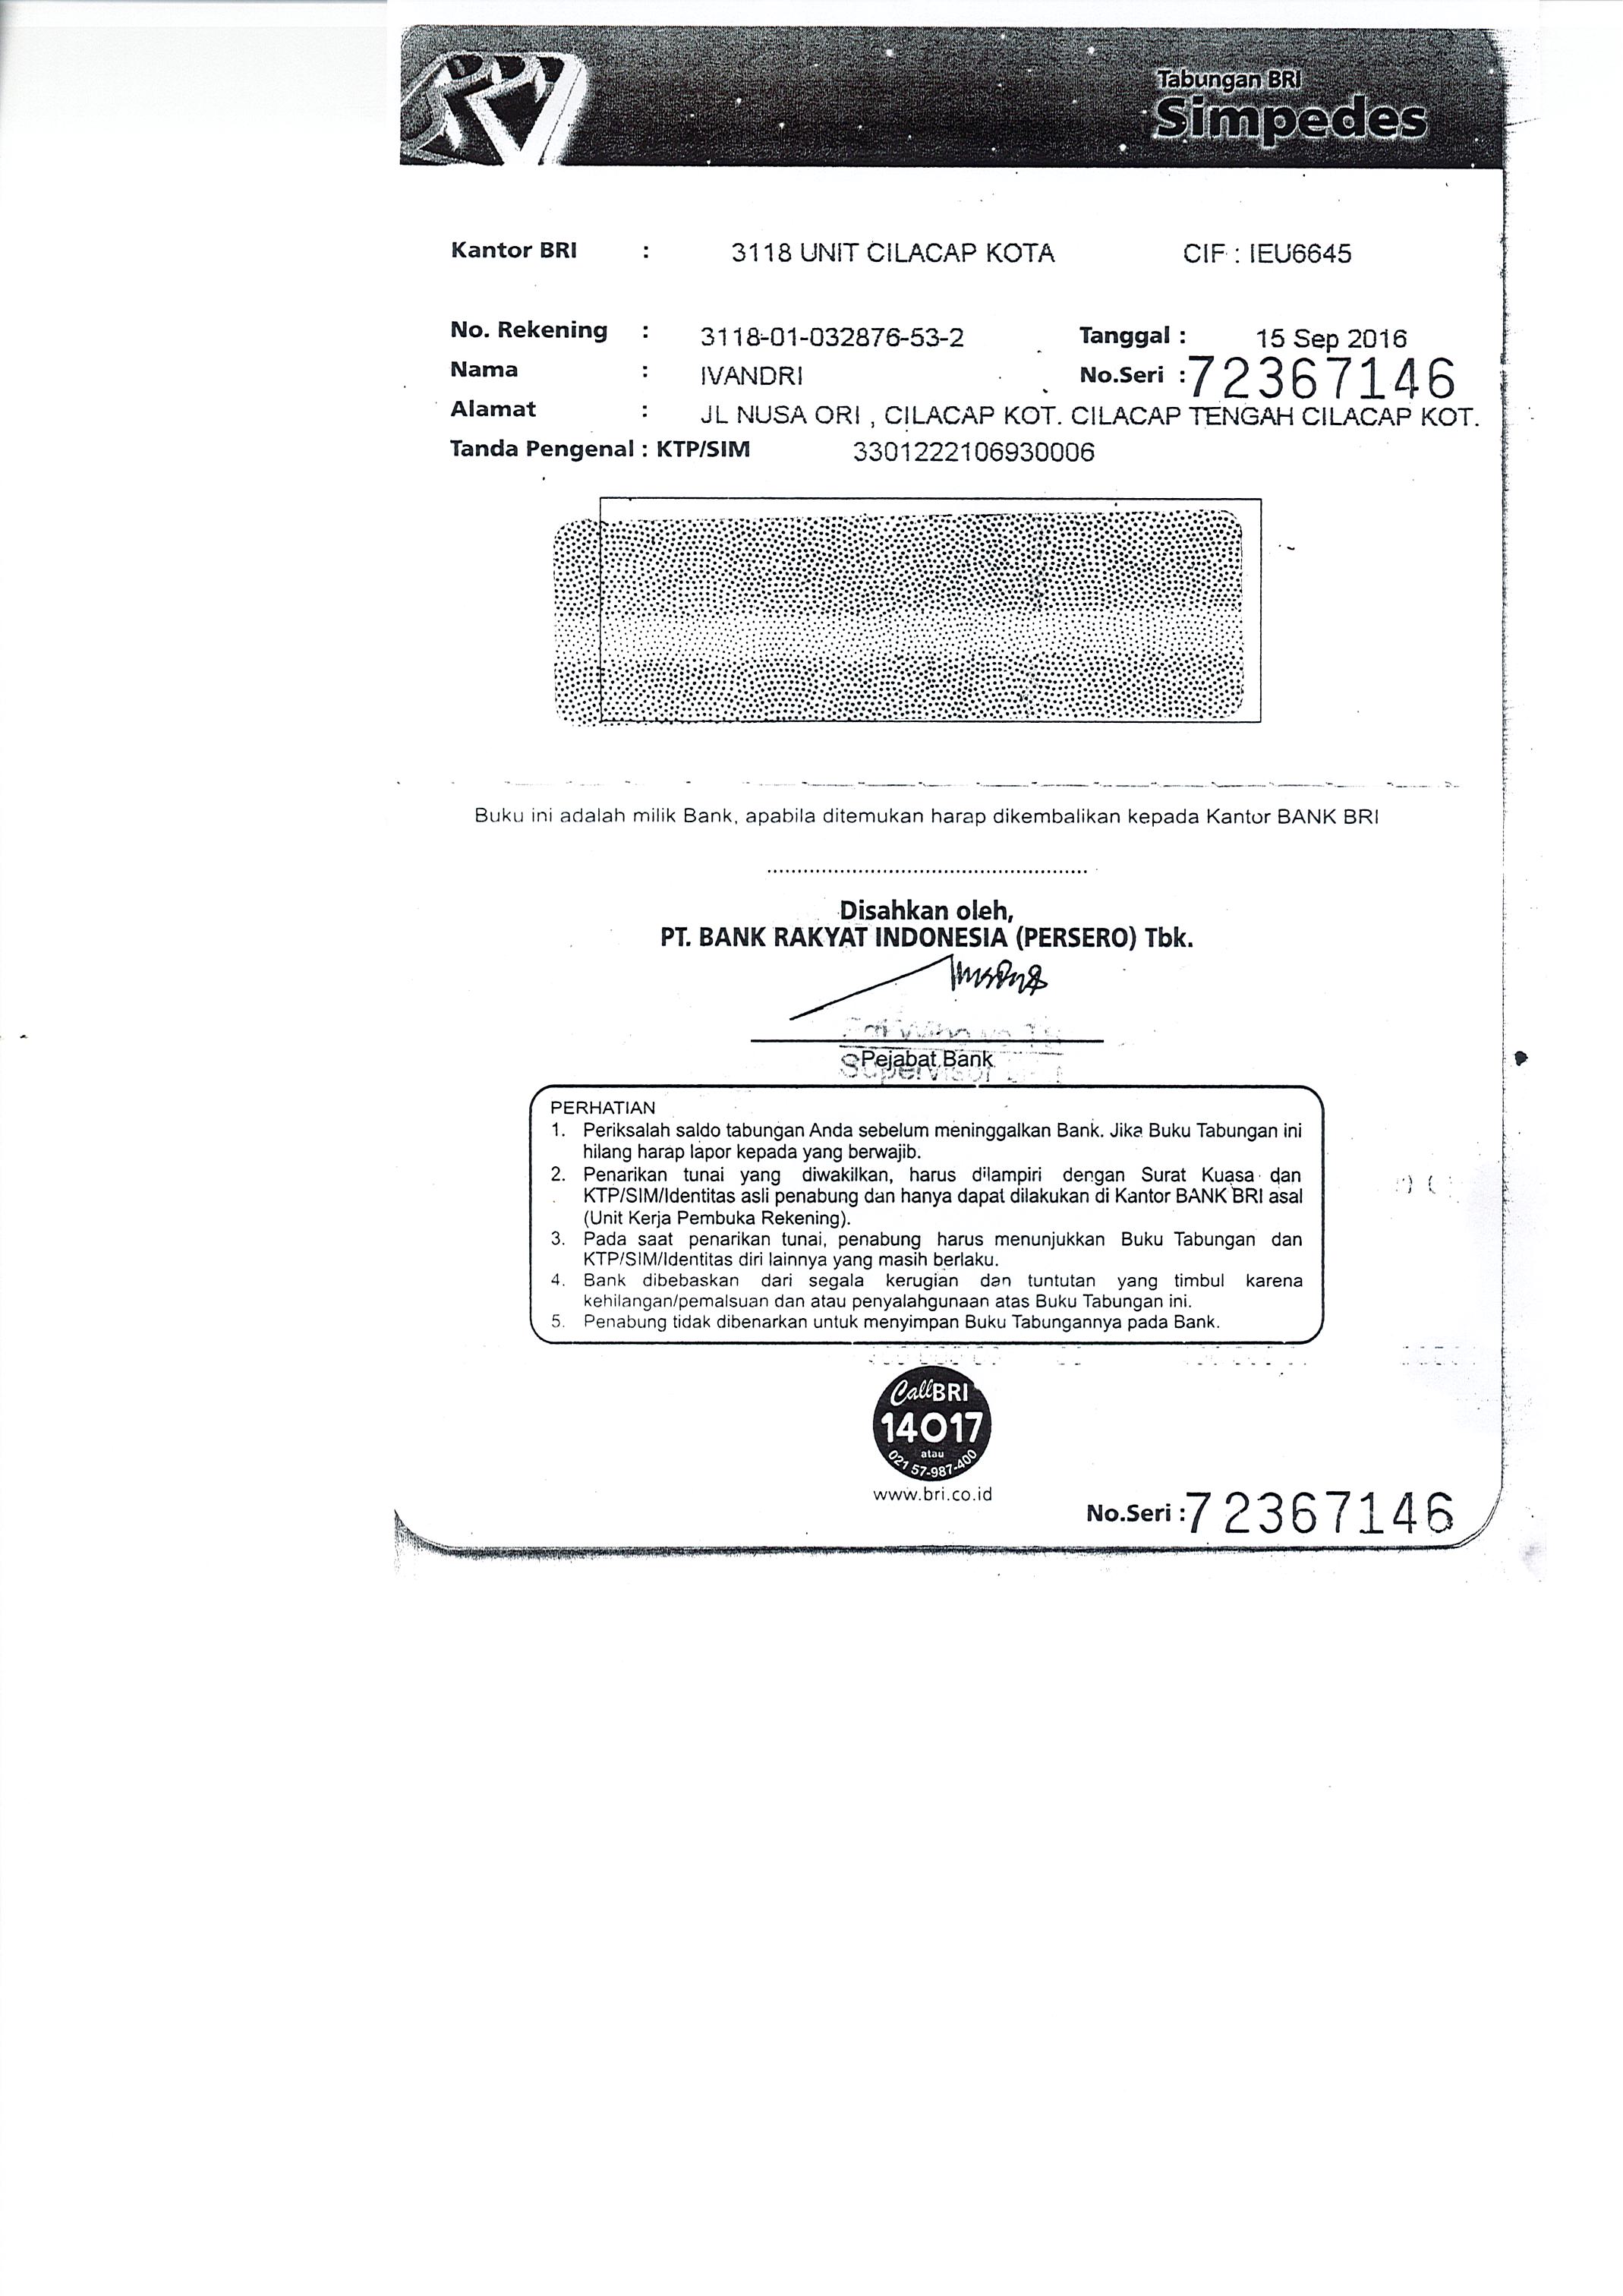 BRI
Tabungan BRI
Simpedes
Kantor BRI : 3118 UNIT CILACAP KOTA CIF : IEU6645
No. Rekening : 3118-01-032876-53-2 Tanggal : 15 Sep 2016
Nama : IVANDRI No.Seri : 72367146
Alamat : JL NUSA ORI , CILACAP KOT. CILACAP TENGAH CILACAP KOT.
Tanda Pengenal : KTP/SIM 3301222106930006
Buku ini adalah milik Bank, apabila ditemukan harap dikembalikan kepada Kantor BANK BRI
Disahkan oleh,
PT. BANK RAKYAT INDONESIA (PERSERO) Tbk.
Pejabat Bank
Supervisor
PERHATIAN
1. Periksalah saldo tabungan Anda sebelum meninggalkan Bank. Jika Buku Tabungan ini
hilang harap lapor kepada yang berwajib.
2. Penarikan tunai yang diwakilkan, harus dilampiri dengan Surat Kuasa dan
KTP/SIM/Identitas asli penabung dan hanya dapat dilakukan di Kantor BANK BRI asal
(Unit Kerja Pembuka Rekening).
3. Pada saat penarikan tunai, penabung harus menunjukkan Buku Tabungan dan
KTP/SIM/Identitas diri lainnya yang masih berlaku.
4. Bank dibebaskan dari segala kerugian dan tuntutan yang timbul karena
kehilangan/pemalsuan dan atau penyalahgunaan atas Buku Tabungan ini.
5. Penabung tidak dibenarkan untuk menyimpan Buku Tabungannya pada Bank.
Call BRI
14017
atau
021 57-987-400
www.bri.co.id
No.Seri : 72367146